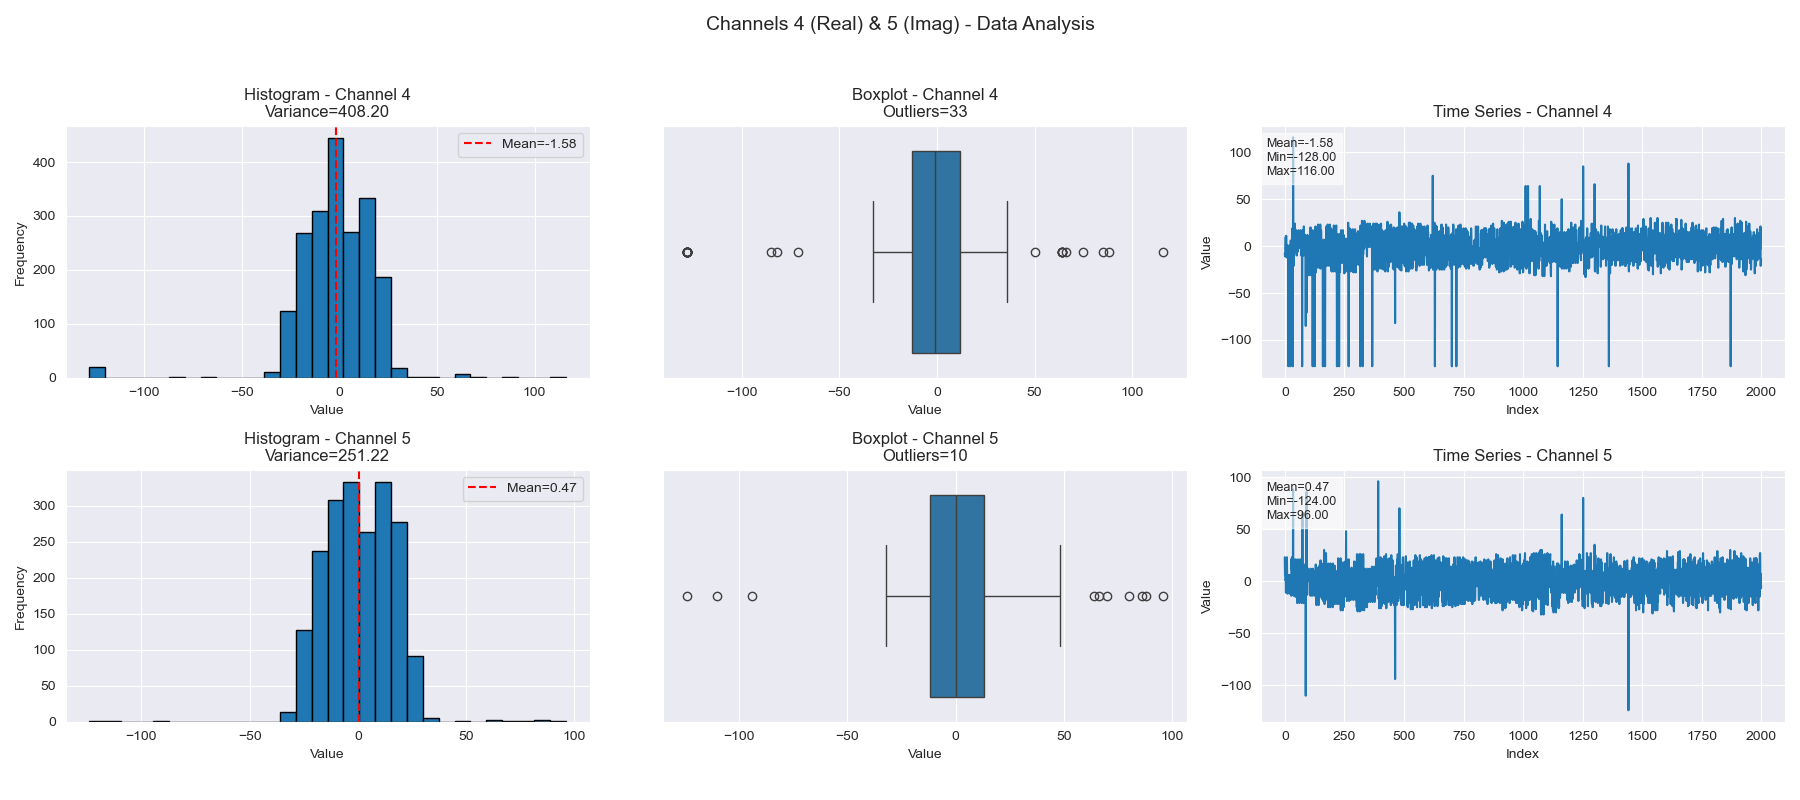 Channels 4 (Real) & 5 (Imag) - Data Analysis
Histogram - Channel 4
Variance=408.20
Mean=-1.58
Frequency
400
300
200
100
0
−100
−50
0
50
100
Value
Boxplot - Channel 4
Outliers=33
−100
−50
0
50
100
Value
Time Series - Channel 4
Mean=-1.58
Min=-128.00
Max=116.00
Value
100
50
0
−50
−100
0
250
500
750
1000
1250
1500
1750
2000
Index
Histogram - Channel 5
Variance=251.22
Mean=0.47
Frequency
300
250
200
150
100
50
0
−100
−50
0
50
100
Value
Boxplot - Channel 5
Outliers=10
−100
−50
0
50
100
Value
Time Series - Channel 5
Mean=0.47
Min=-124.00
Max=96.00
Value
100
50
0
−50
−100
0
250
500
750
1000
1250
1500
1750
2000
Index